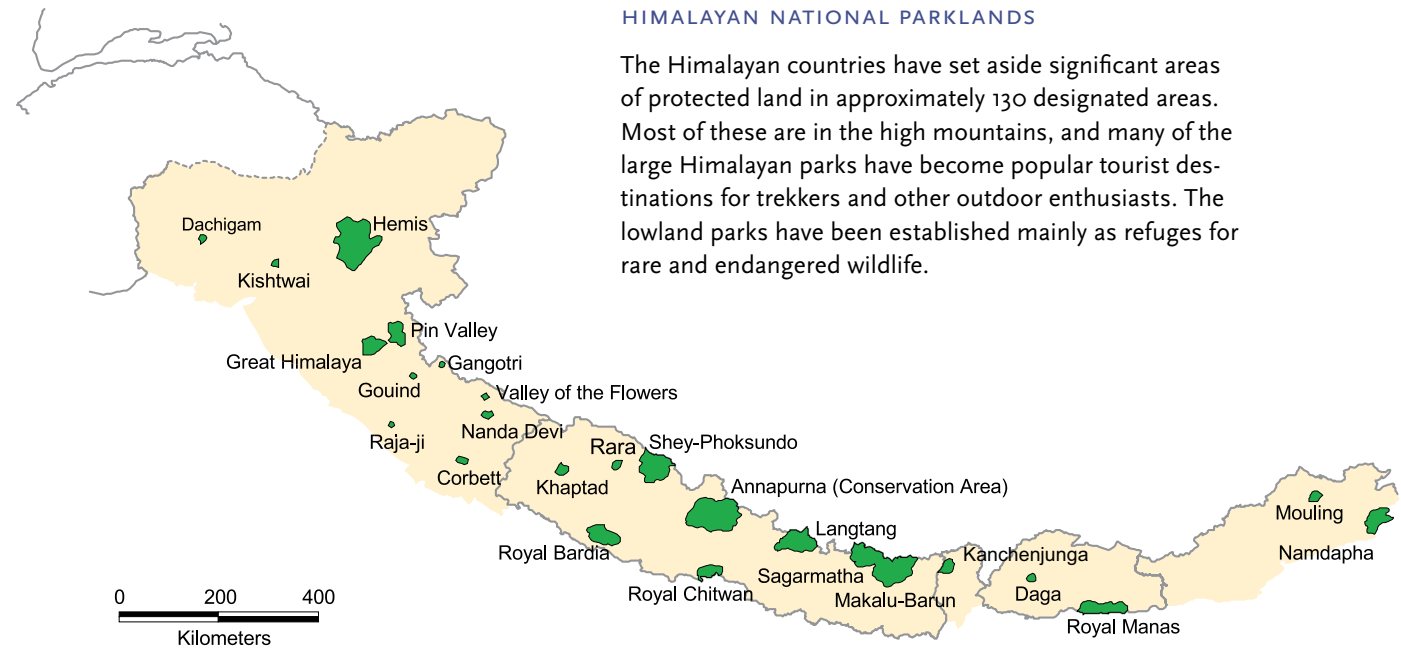 HIMALAYAN NATIONAL PARKLANDS
The Himalayan countries have set aside significant areas
of protected land in approximately 130 designated areas.
Most of these are in the high mountains, and many of the
large Himalayan parks have become popular tourist des-
tinations for trekkers and other outdoor enthusiasts. The
lowland parks have been established mainly as refuges for
rare and endangered wildlife.
Dachigam
Hemis
Kishtwai
Pin Valley
Great Himalaya
Gangotri
Gouind
Valley of the Flowers
Nanda Devi
Raja-ji
Corbett
Rara
Shey-Phoksundo
Khaptad
Annapurna (Conservation Area)
Royal Bardia
Langtang
Royal Chitwan
Sagarmatha
Makalu-Barun
Kanchenjunga
Daga
Royal Manas
Mouling
Namdapha
0 200 400
Kilometers